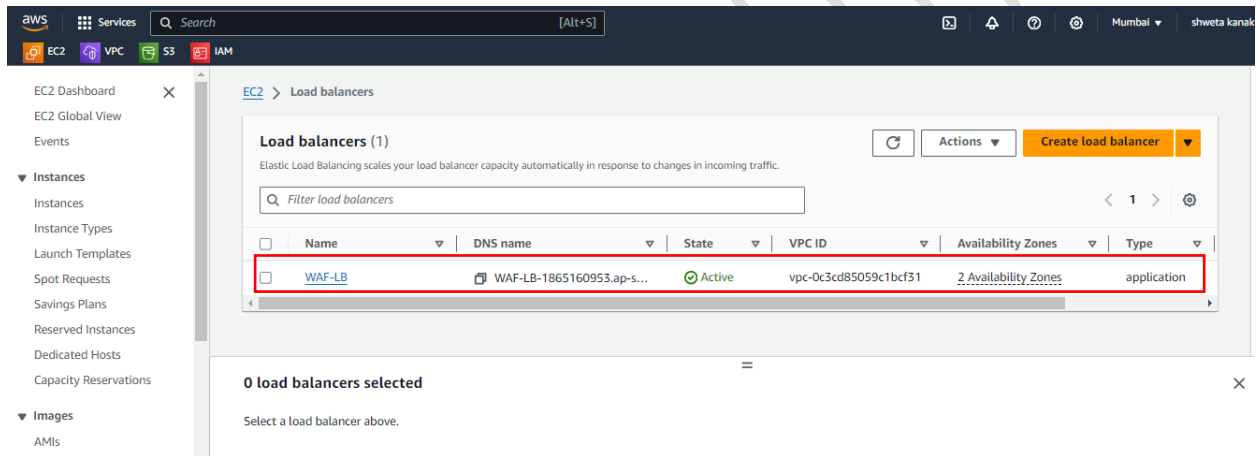 aws Services Search [Alt+S] Mumbai shweta kanak
EC2 VPC S3 IAM
EC2 Dashboard
EC2 Global View
Events
Instances
Instances
Instance Types
Launch Templates
Spot Requests
Savings Plans
Reserved Instances
Dedicated Hosts
Capacity Reservations
Images
AMIs
EC2 > Load balancers
Load balancers (1) Actions Create load balancer
Elastic Load Balancing scales your load balancer capacity automatically in response to changes in incoming traffic.
Filter load balancers 1
Name DNS name State VPC ID Availability Zones Type
WAF-LB WAF-LB-1865160953.ap-s... Active vpc-0c3cd85059c1bcf31 2 Availability Zones application
0 load balancers selected
Select a load balancer above.